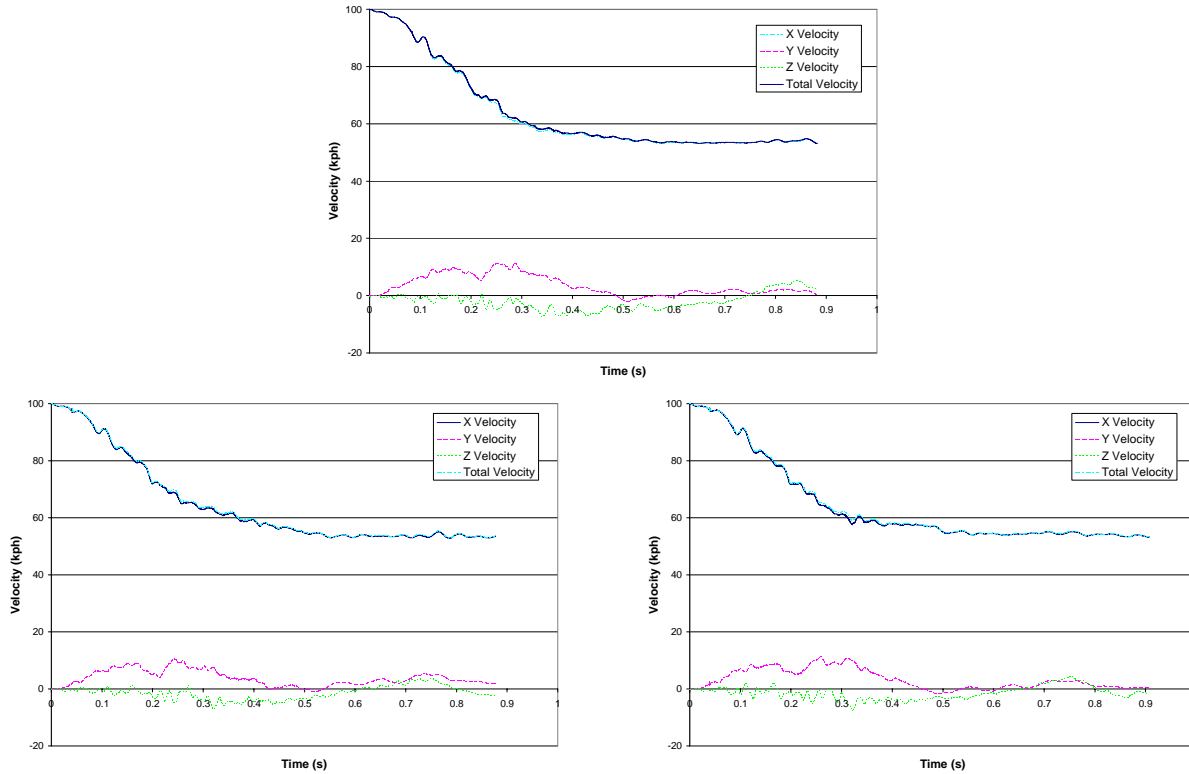 100
80
60
40
20
0
-20
Velocity (kph)
X Velocity
Y Velocity
Z Velocity
Total Velocity
0 0.1 0.2 0.3 0.4 0.5 0.6 0.7 0.8 0.9 1
Time (s)
100
80
60
40
20
0
-20
Velocity (kph)
X Velocity
Y Velocity
Z Velocity
Total Velocity
0 0.1 0.2 0.3 0.4 0.5 0.6 0.7 0.8 0.9 1
Time (s)
100
80
60
40
20
0
-20
Velocity (kph)
X Velocity
Y Velocity
Z Velocity
Total Velocity
0 0.1 0.2 0.3 0.4 0.5 0.6 0.7 0.8 0.9
Time (s)